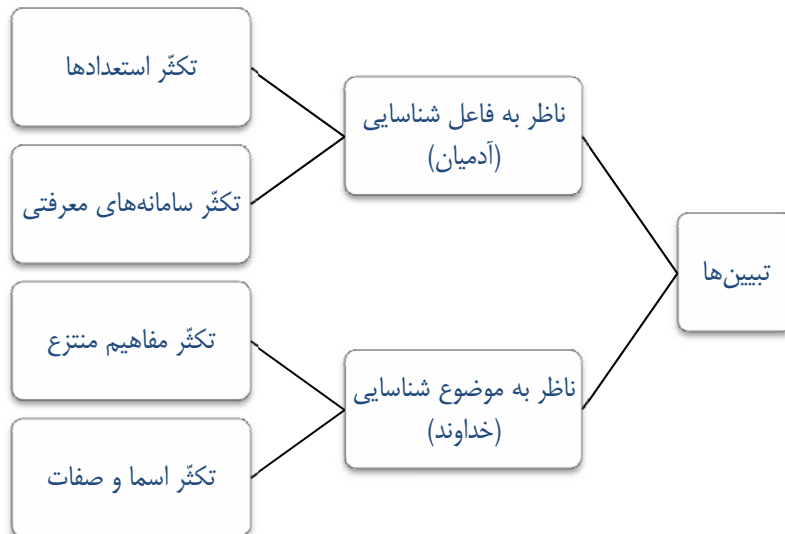 تبیین‌ها
ناظر به فاعل شناسایی
(آدمیان)
تکثّر استعدادها
تکثّر سامانه‌های معرفتی
ناظر به موضوع شناسایی
(خداوند)
تکثّر مفاهیم منتزع
تکثّر اسما و صفات